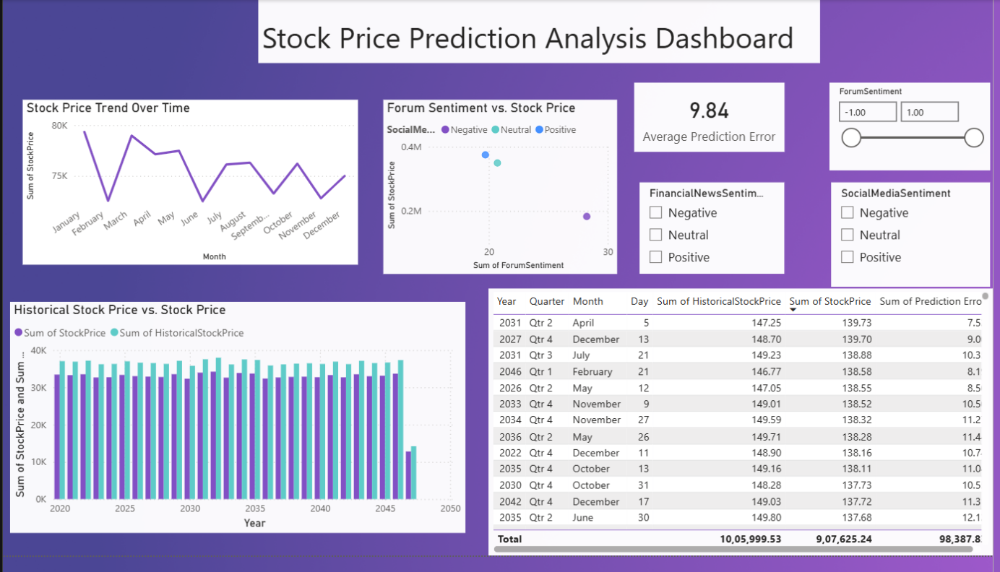 Stock Price Prediction Analysis Dashboard
Stock Price Trend Over Time
80K
75K
Sum of StockPrice
January
February
March
April
May
June
July
August
Septemb...
October
November
December
Month
Forum Sentiment vs. Stock Price
SocialMe... Negative Neutral Positive
0.4M
0.2M
Sum of StockPrice
20 30
Sum of ForumSentiment
9.84
Average Prediction Error
ForumSentiment
-1.00 1.00
FinancialNewsSentim...
Negative
Neutral
Positive
SocialMediaSentiment
Negative
Neutral
Positive
Historical Stock Price vs. Stock Price
Sum of StockPrice Sum of HistoricalStockPrice
Sum of StockPrice and Sum ...
40K
30K
20K
10K
0K
2020 2025 2030 2035 2040 2045 2050
Year
Year Quarter Month Day Sum of HistoricalStockPrice Sum of StockPrice Sum of Prediction Erro
2031 Qtr 2 April 5 147.25 139.73 7.5
2027 Qtr 4 December 13 148.70 139.70 9.0
2031 Qtr 3 July 21 149.23 138.88 10.3
2046 Qtr 1 February 21 146.77 138.58 8.1
2026 Qtr 2 May 12 147.05 138.55 8.5
2033 Qtr 4 November 9 149.01 138.52 10.5
2034 Qtr 4 November 27 149.59 138.32 11.2
2036 Qtr 2 May 26 149.71 138.28 11.4
2022 Qtr 4 December 11 148.90 138.16 10.7
2035 Qtr 4 October 13 149.16 138.11 11.0
2030 Qtr 4 October 31 148.28 137.73 10.5
2042 Qtr 4 December 17 149.03 137.72 11.3
2035 Qtr 2 June 30 149.80 137.68 12.1
Total 10,05,999.53 9,07,625.24 98,387.8